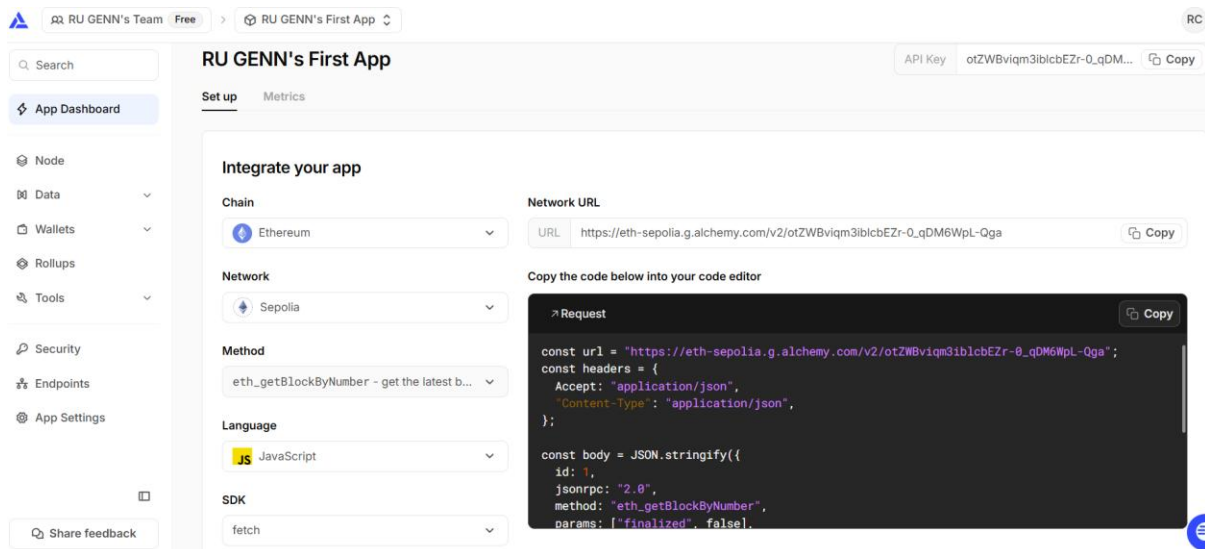 RU GENN's Team Free > RU GENN's First App
RC
Search
App Dashboard
Node
Data
Wallets
Rollups
Tools
Security
Endpoints
App Settings
Share feedback
RU GENN's First App
API Key otZWBviqm3iblcbEZr-0_qDM... Copy
Set up Metrics
Integrate your app
Chain
Ethereum
Network
Sepolia
Method
eth_getBlockByNumber - get the latest b...
Language
JS JavaScript
SDK
fetch
Network URL
URL https://eth-sepolia.g.alchemy.com/v2/otZWBviqm3iblcbEZr-0_qDM6WpL-Qga Copy
Copy the code below into your code editor
Request Copy
const url = "https://eth-sepolia.g.alchemy.com/v2/otZWBviqm3iblcbEZr-0_qDM6WpL-Qga";
const headers = {
  Accept: "application/json",
  "Content-Type": "application/json",
};
const body = JSON.stringify({
  id: 1,
  jsonrpc: "2.0",
  method: "eth_getBlockByNumber",
  params: ["finalized", false],